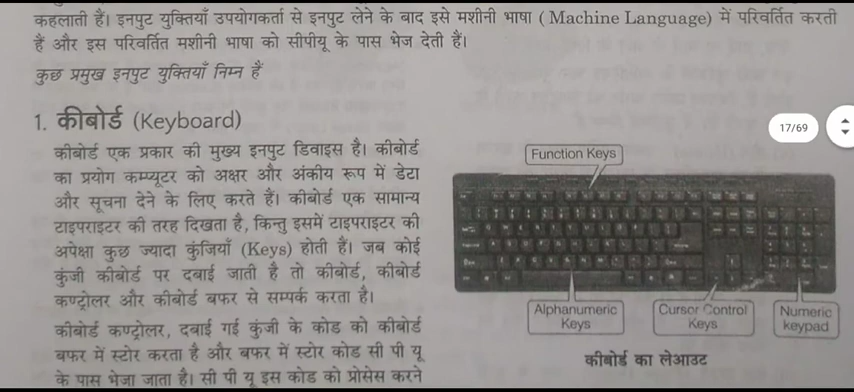 कहलाती हैं। इनपुट युक्तियाँ उपयोगकर्ता से इनपुट लेने के बाद इसे मशीनी भाषा ( Machine Language) में परिवर्तित करती
हैं और इस परिवर्तित मशीनी भाषा को सीपीयू के पास भेज देती हैं।
कुछ प्रमुख इनपुट युक्तियाँ निम्न हैं
1. कीबोर्ड (Keyboard)
17/69
कीबोर्ड एक प्रकार की मुख्य इनपुट डिवाइस है। कीबोर्ड
का प्रयोग कम्प्यूटर को अक्षर और अंकीय रूप में डेटा
और सूचना देने के लिए करते हैं। कीबोर्ड एक सामान्य
टाइपराइटर की तरह दिखता है, किन्तु इसमें टाइपराइटर की
अपेक्षा कुछ ज्यादा कुंजियाँ (Keys) होती हैं। जब कोई
कुंजी कीबोर्ड पर दबाई जाती है तो कीबोर्ड, कीबोर्ड
कण्ट्रोलर और कीबोर्ड बफर से सम्पर्क करता है।
कीबोर्ड कण्ट्रोलर, दबाई गई कुंजी के कोड को कीबोर्ड
बफर में स्टोर करता है और बफर में स्टोर कोड सी पी यू
के पास भेजा जाता है। सी पी यू इस कोड को प्रोसेस करने
Function Keys
Alphanumeric
Keys
Cursor Control
Keys
Numeric
keypad
कीबोर्ड का लेआउट